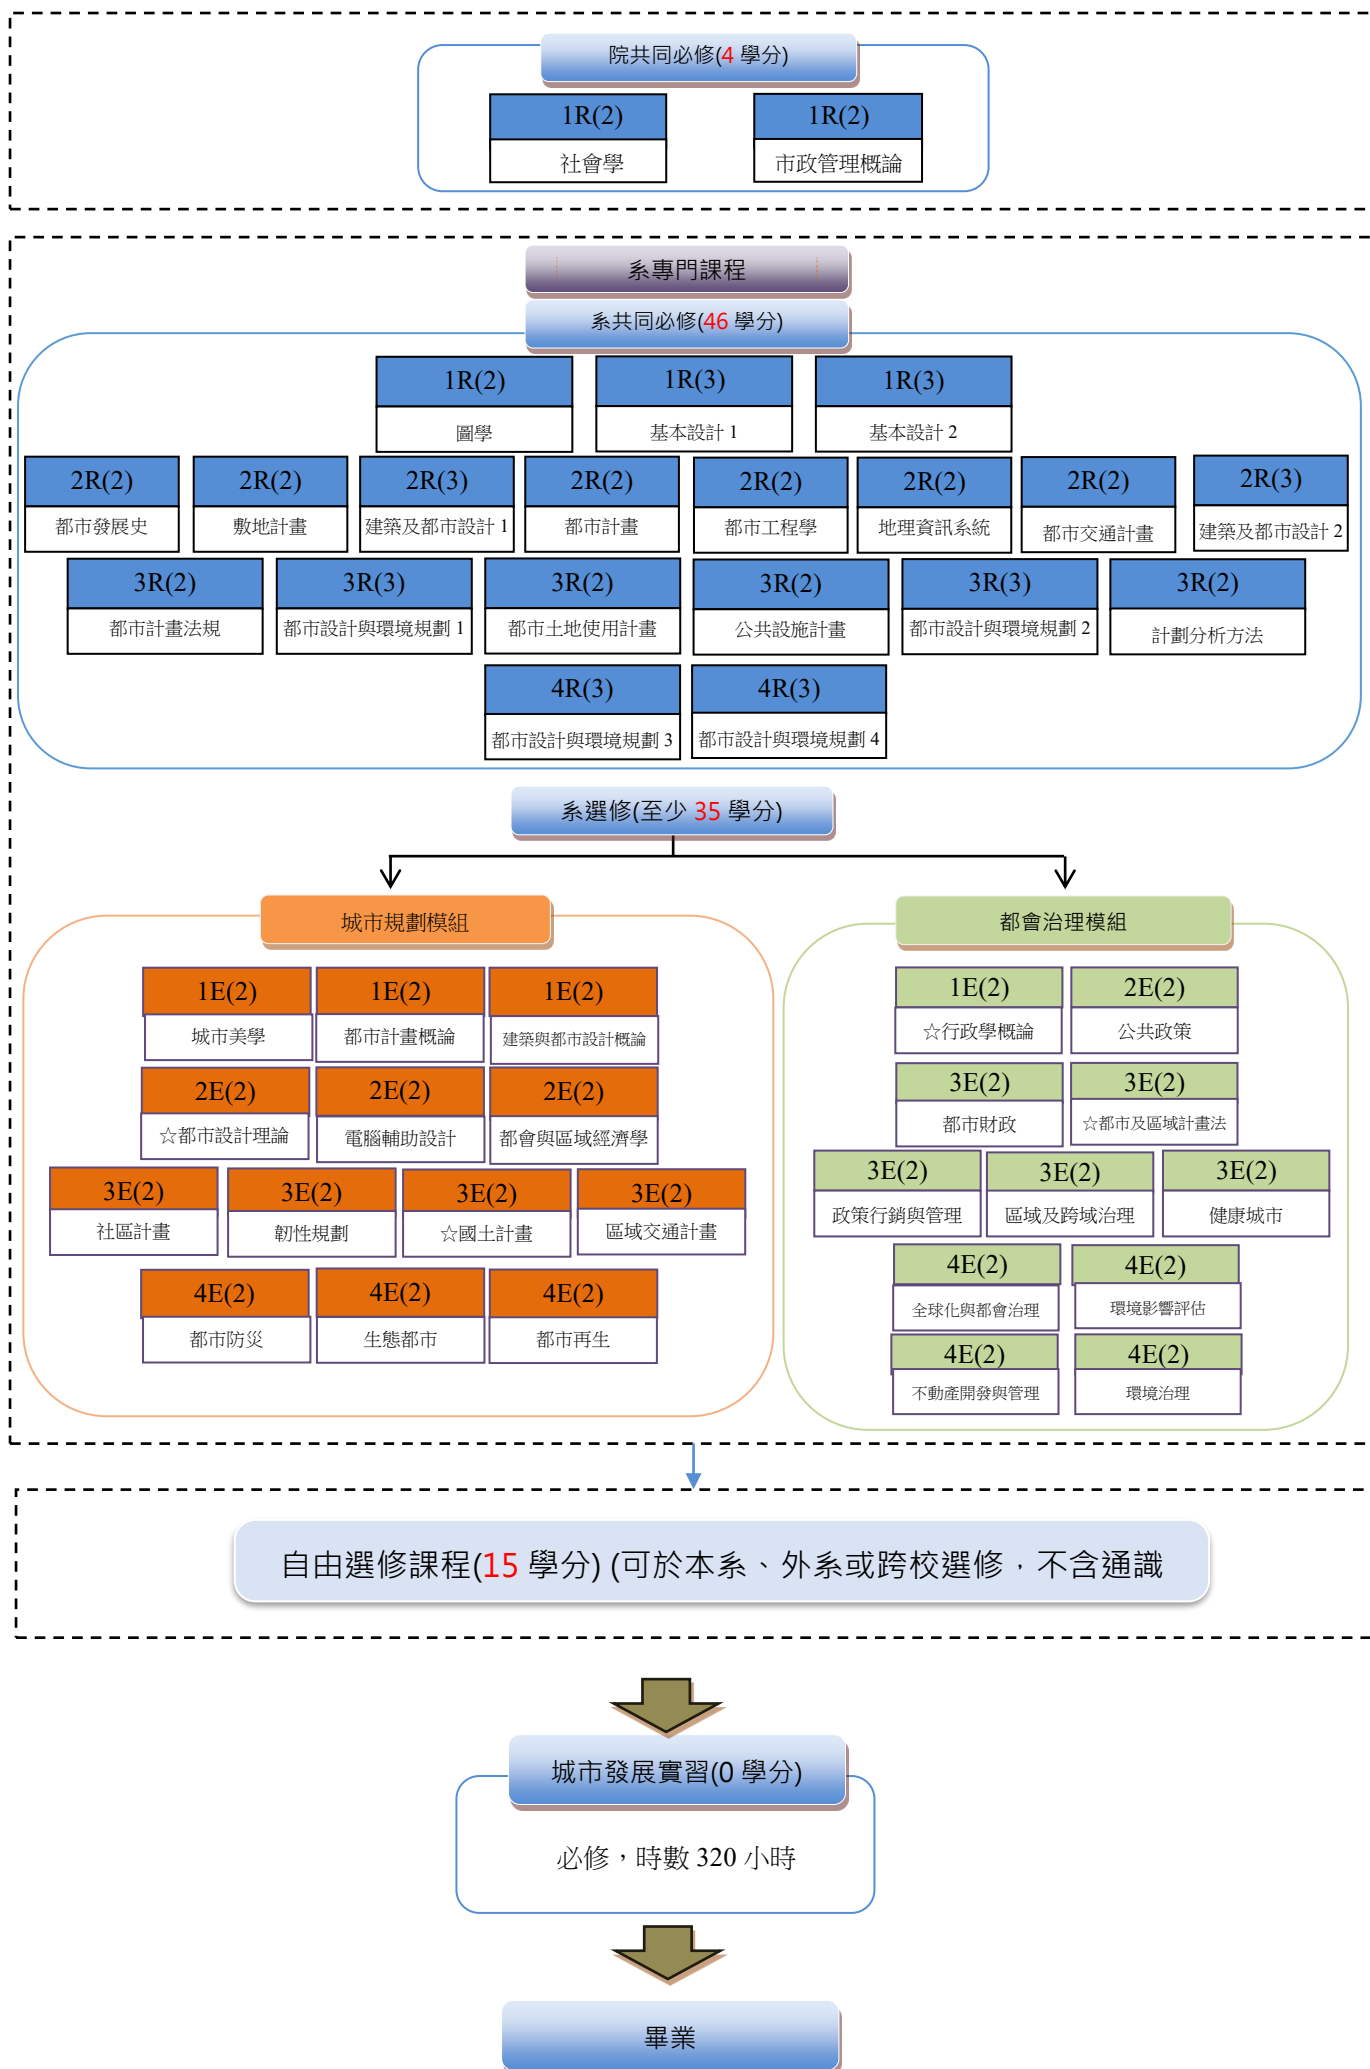 院共同必修(4 學分)
1R(2) 1R(2)
社會學 市政管理概論
系專門課程
系共同必修(46 學分)
1R(2) 1R(3) 1R(3)
圖學 基本設計 1 基本設計 2
2R(2) 2R(2) 2R(3) 2R(2) 2R(2) 2R(2) 2R(2) 2R(3)
都市發展史 敷地計畫 建築及都市設計 1 都市計畫 都市工程學 地理資訊系統 都市交通計畫 建築及都市設計 2
3R(2) 3R(3) 3R(2) 3R(2) 3R(3) 3R(2)
都市計畫法規 都市設計與環境規劃 1 都市土地使用計畫 公共設施計畫 都市設計與環境規劃 2 計劃分析方法
4R(3) 4R(3)
都市設計與環境規劃 3 都市設計與環境規劃 4
系選修(至少 35 學分)
城市規劃模組
1E(2) 1E(2) 1E(2)
城市美學 都市計畫概論 建築與都市設計概論
2E(2) 2E(2) 2E(2)
☆都市設計理論 電腦輔助設計 都會與區域經濟學
3E(2) 3E(2) 3E(2) 3E(2)
社區計畫 韌性規劃 ☆國土計畫 區域交通計畫
4E(2) 4E(2) 4E(2)
都市防災 生態都市 都市再生
都會治理模組
1E(2) 2E(2)
☆行政學概論 公共政策
3E(2) 3E(2)
都市財政 ☆都市及區域計畫法
3E(2) 3E(2) 3E(2)
政策行銷與管理 區域及跨域治理 健康城市
4E(2) 4E(2)
全球化與都會治理 環境影響評估
4E(2) 4E(2)
不動產開發與管理 環境治理
自由選修課程(15 學分) (可於本系、外系或跨校選修，不含通識
城市發展實習(0 學分)
必修，時數 320 小時
畢業